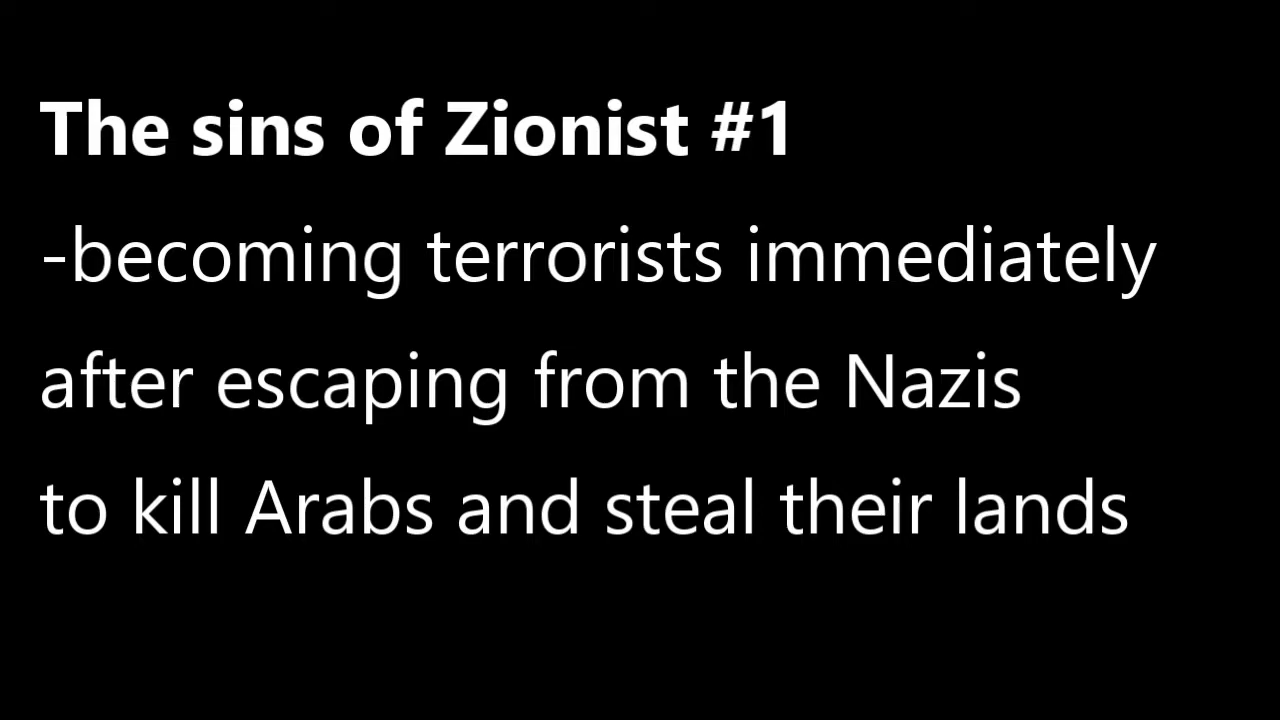 The sins of Zionist #1
-becoming terrorists immediately
after escaping from the Nazis
to kill Arabs and steal their lands